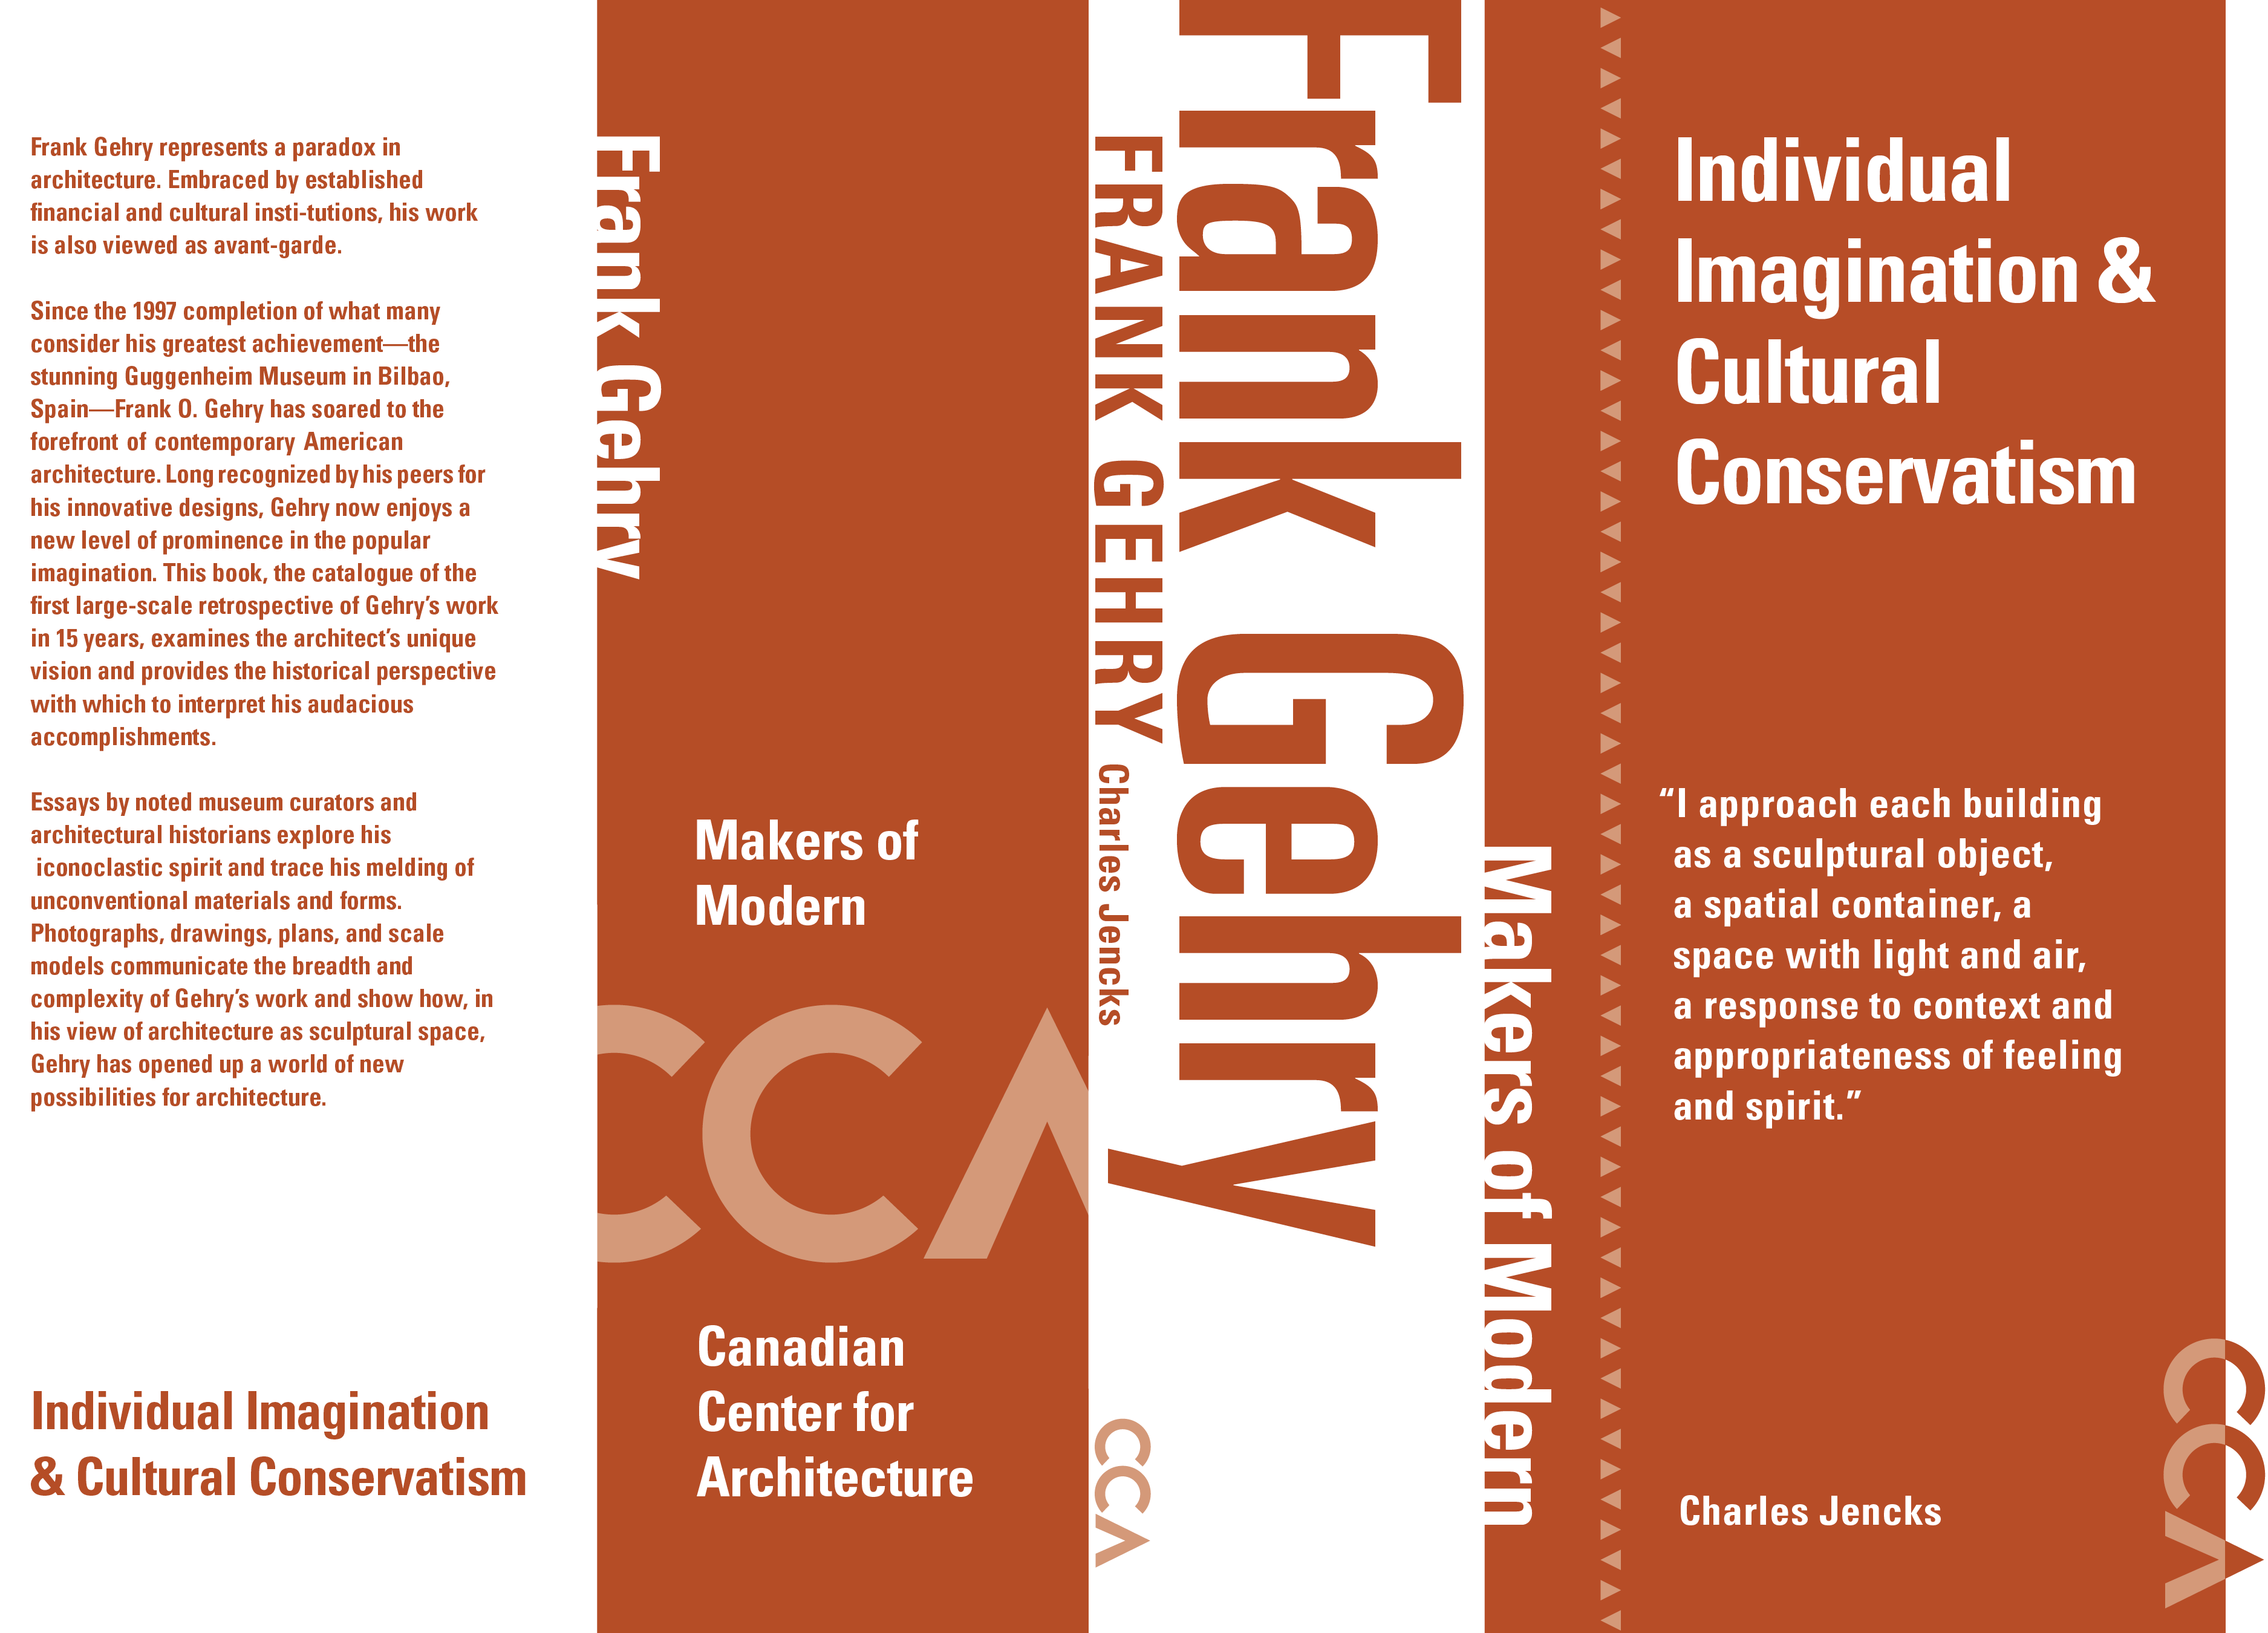 Frank Gehry represents a paradox in
architecture. Embraced by established
financial and cultural insti-tutions, his work
is also viewed as avant-garde.
Since the 1997 completion of what many
consider his greatest achievement—the
stunning Guggenheim Museum in Bilbao,
Spain—Frank O. Gehry has soared to the
forefront of contemporary American
architecture. Long recognized by his peers for
his innovative designs, Gehry now enjoys a
new level of prominence in the popular
imagination. This book, the catalogue of the
first large-scale retrospective of Gehry’s work
in 15 years, examines the architect’s unique
vision and provides the historical perspective
with which to interpret his audacious
accomplishments.
Essays by noted museum curators and
architectural historians explore his
iconoclastic spirit and trace his melding of
unconventional materials and forms.
Photographs, drawings, plans, and scale
models communicate the breadth and
complexity of Gehry’s work and show how, in
his view of architecture as sculptural space,
Gehry has opened up a world of new
possibilities for architecture.
Individual Imagination
& Cultural Conservatism
Frank Gehry
Makers of
Modern
CCA
Canadian
Center for
Architecture
FRANK GEHRY Charles Jencks
CCA
Frank Gehry
Makers of Modern
Individual
Imagination &
Cultural
Conservatism
“I approach each building
as a sculptural object,
a spatial container, a
space with light and air,
a response to context and
appropriateness of feeling
and spirit.”
Charles Jencks
CCA